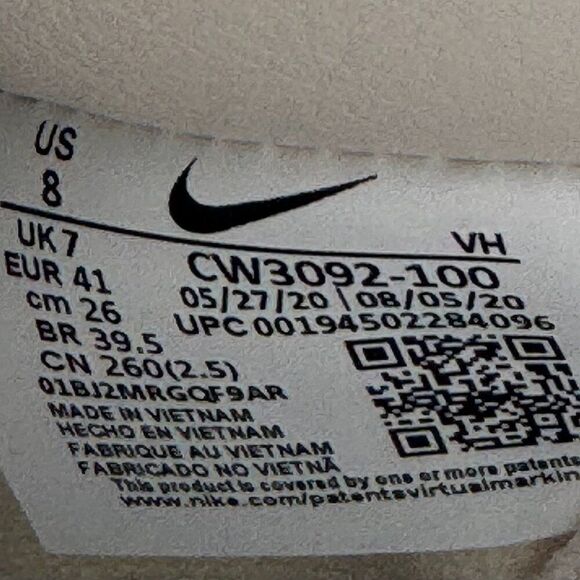 US
8
UK 7
VH
EUR 41
CW3092-100
cm 26
05/27/20 \ 08/05/20
BR 39.5
UPC 00194502284096
CN 260(2.5)
01BJ2MRGQF9AR
MADE IN VIETNAM
HECHO EN VIETNAM
FABRIQUE AU VIETNAM
FABRICADO NO VIETNÃ
This product is covered by one or more patents
www.nike.com/patentsvirtualmarkin